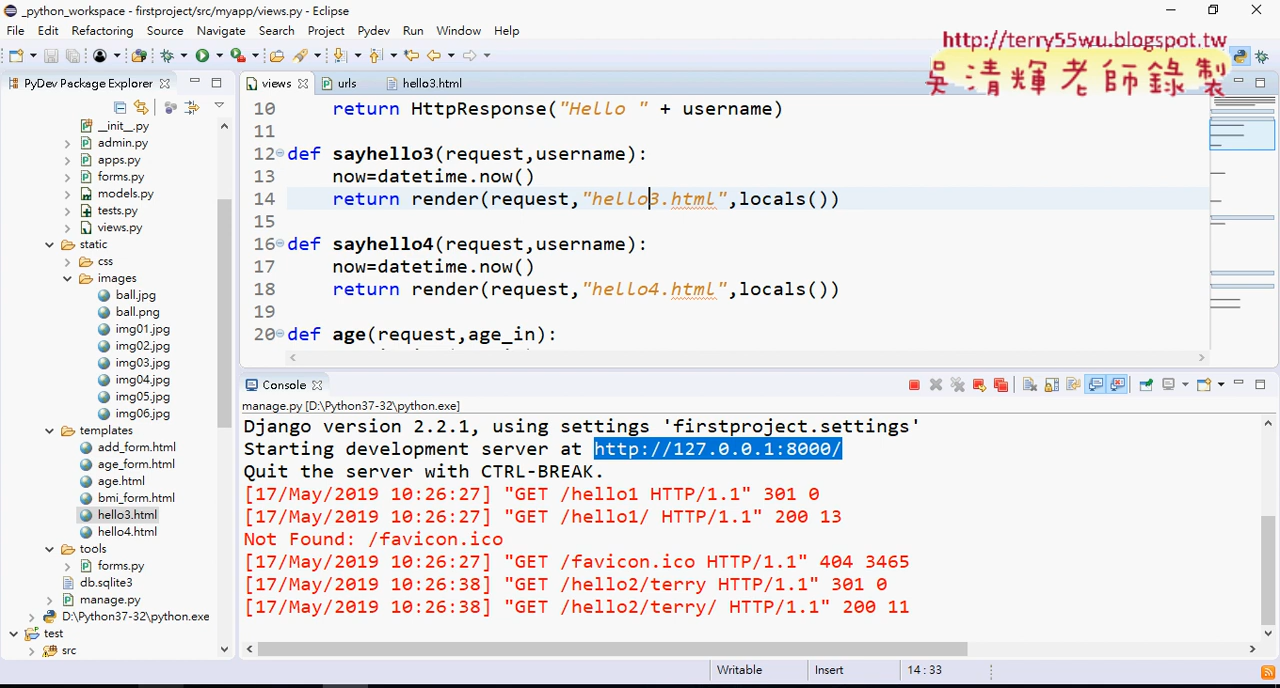 _python_workspace - firstproject/src/myapp/views.py - Eclipse
File Edit Refactoring Source Navigate Search Project Pydev Run Window Help
http://terry55wu.blogspot.tw
吳清輝老師錄製
PyDev Package Explorer
__init__.py
admin.py
apps.py
forms.py
models.py
tests.py
views.py
static
css
images
ball.jpg
ball.png
img01.jpg
img02.jpg
img03.jpg
img04.jpg
img05.jpg
img06.jpg
templates
add_form.html
age_form.html
age.html
bmi_form.html
hello3.html
hello4.html
tools
forms.py
db.sqlite3
manage.py
D:\Python37-32\python.exe
test
src
views urls hello3.html
10 return HttpResponse("Hello " + username)
11
12 def sayhello3(request,username):
13 now=datetime.now()
14 return render(request,"hello3.html",locals())
15
16 def sayhello4(request,username):
17 now=datetime.now()
18 return render(request,"hello4.html",locals())
19
20 def age(request,age_in):
Console
manage.py [D:\Python37-32\python.exe]
Django version 2.2.1, using settings 'firstproject.settings'
Starting development server at http://127.0.0.1:8000/
Quit the server with CTRL-BREAK.
[17/May/2019 10:26:27] "GET /hello1 HTTP/1.1" 301 0
[17/May/2019 10:26:27] "GET /hello1/ HTTP/1.1" 200 13
Not Found: /favicon.ico
[17/May/2019 10:26:27] "GET /favicon.ico HTTP/1.1" 404 3465
[17/May/2019 10:26:38] "GET /hello2/terry HTTP/1.1" 301 0
[17/May/2019 10:26:38] "GET /hello2/terry/ HTTP/1.1" 200 11
Writable Insert 14 : 33